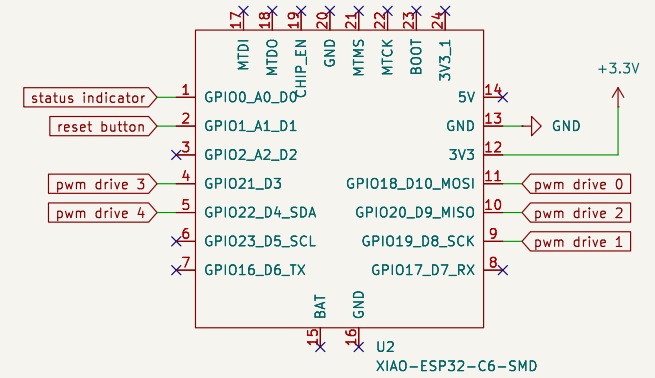 17 18 19 20 21 22 23 24
MTDI MTDO CHIP_EN GND MTMS MTCK BOOT 3V3_1
+3.3V
status indicator 1 GPIO0_A0_D0 5V 14
reset button 2 GPIO1_A1_D1 GND 13 GND
3 GPIO2_A2_D2 3V3 12
pwm drive 3 4 GPIO21_D3 GPIO18_D10_MOSI 11 pwm drive 0
pwm drive 4 5 GPIO22_D4_SDA GPIO20_D9_MISO 10 pwm drive 2
6 GPIO23_D5_SCL GPIO19_D8_SCK 9 pwm drive 1
7 GPIO16_D6_TX GPIO17_D7_RX 8
BAT GND
15 16
U2
XIAO-ESP32-C6-SMD